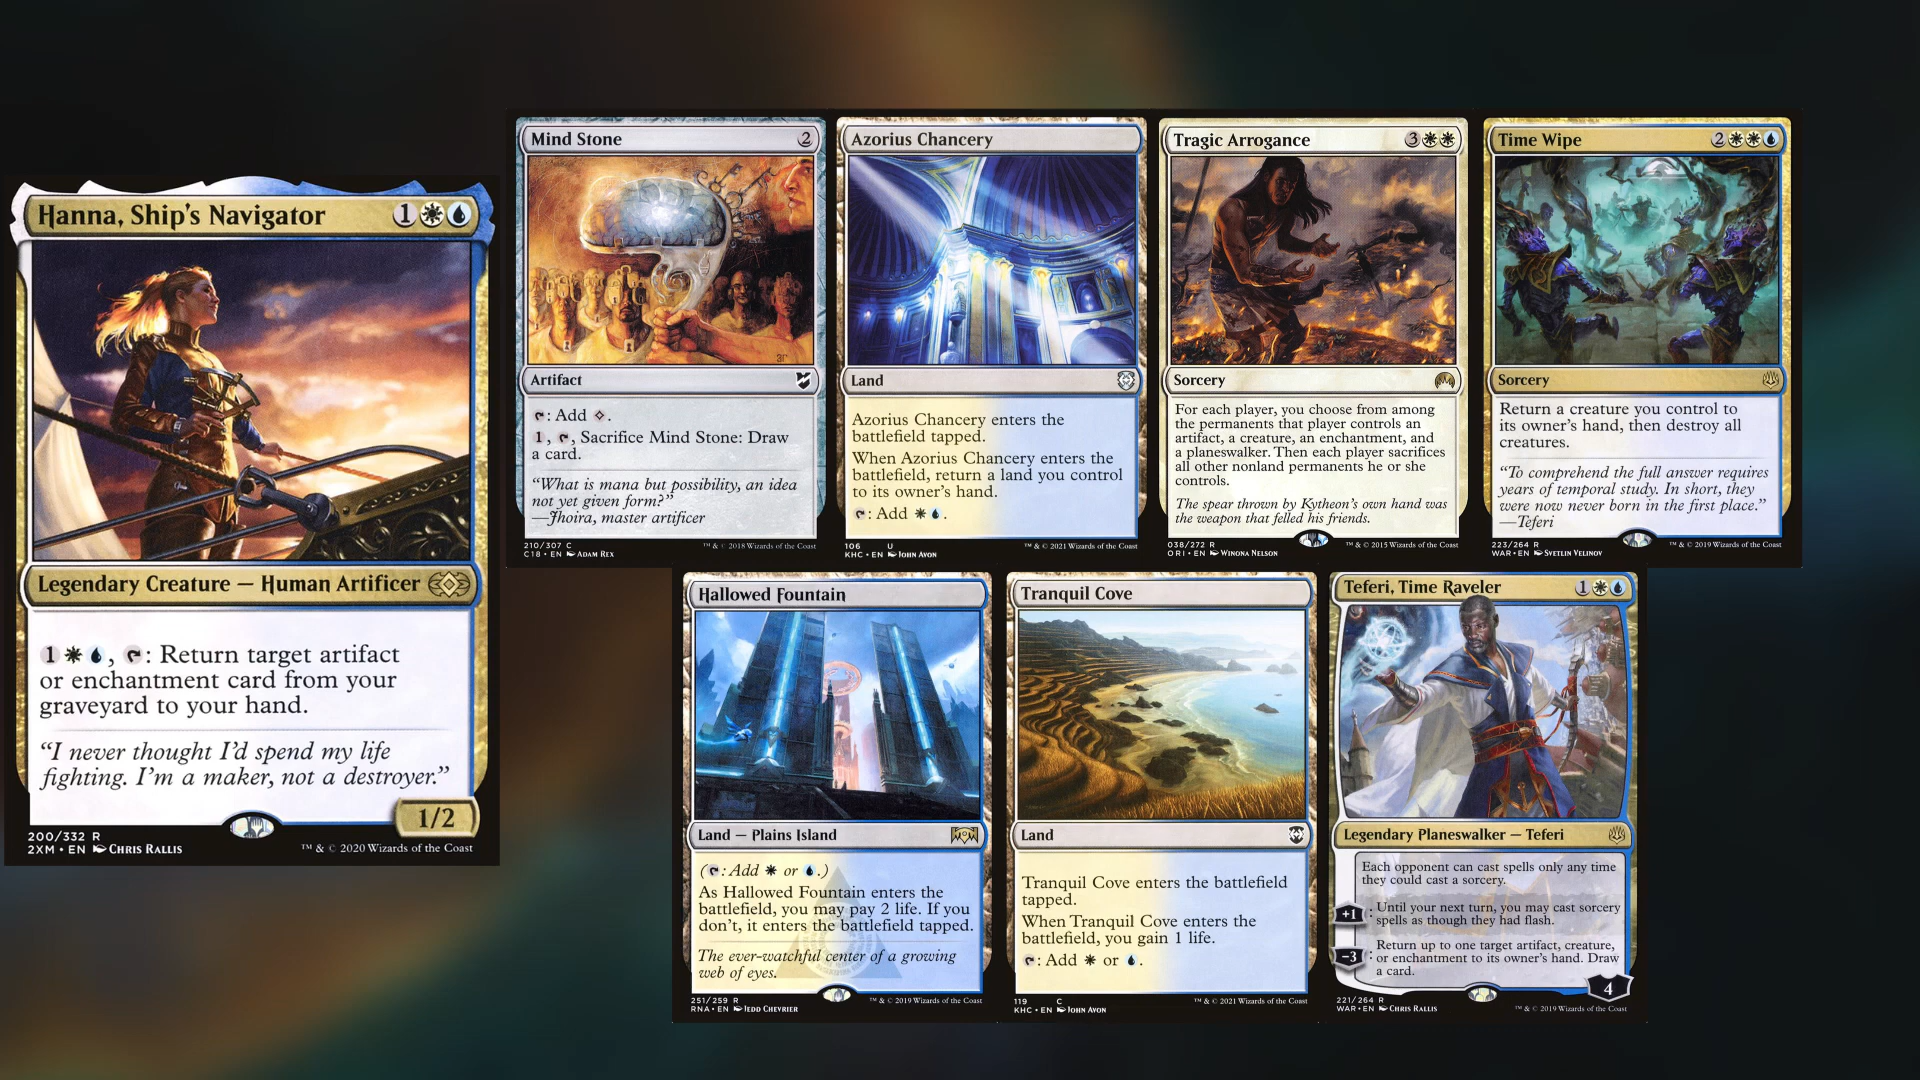 Hanna, Ship's Navigator 1
Legendary Creature — Human Artificer
1 , : Return target artifact
or enchantment card from your
graveyard to your hand.
“I never thought I’d spend my life
fighting. I’m a maker, not a destroyer.”
1/2
200/332 R
2XM • EN CHRIS RALLIS
™ & © 2020 Wizards of the Coast
Mind Stone 2
Artifact
: Add .
1, , Sacrifice Mind Stone: Draw
a card.
“What is mana but possibility, an idea
not yet given form?”
—Jhoira, master artificer
210/307 C
C18 • EN ADAM REX
™ & © 2018 Wizards of the Coast
Azorius Chancery
Land
Azorius Chancery enters the
battlefield tapped.
When Azorius Chancery enters the
battlefield, return a land you control
to its owner’s hand.
: Add .
106 U
KHC • EN JOHN AVON
™ & © 2021 Wizards of the Coast
Tragic Arrogance 3
Sorcery
For each player, you choose from among
the permanents that player controls an
artifact, a creature, an enchantment, and
a planeswalker. Then each player sacrifices
all other nonland permanents he or she
controls.
The spear thrown by Kytheon’s own hand was
the weapon that felled his friends.
038/272 R
ORI • EN WINONA NELSON
™ & © 2015 Wizards of the Coast
Time Wipe 2
Sorcery
Return a creature you control to
its owner’s hand, then destroy all
creatures.
“To comprehend the full answer requires
years of temporal study. In short, they
were now never born in the first place.”
—Teferi
223/264 R
WAR • EN SVETLIN VELINOV
™ & © 2019 Wizards of the Coast
Hallowed Fountain
Land — Plains Island
(: Add or .)
As Hallowed Fountain enters the
battlefield, you may pay 2 life. If you
don’t, it enters the battlefield tapped.
The ever-watchful center of a growing
web of eyes.
251/259 R
RNA • EN JEDD CHEVRIER
™ & © 2019 Wizards of the Coast
Tranquil Cove
Land
Tranquil Cove enters the battlefield
tapped.
When Tranquil Cove enters the
battlefield, you gain 1 life.
: Add or .
119 C
KHC • EN JOHN AVON
™ & © 2021 Wizards of the Coast
Teferi, Time Raveler 1
Legendary Planeswalker — Teferi
Each opponent can cast spells only any time
they could cast a sorcery.
+1: Until your next turn, you may cast sorcery
spells as though they had flash.
−3: Return up to one target artifact, creature,
or enchantment to its owner’s hand. Draw
a card.
4
221/264 R
WAR • EN CHRIS RALLIS
™ & © 2019 Wizards of the Coast